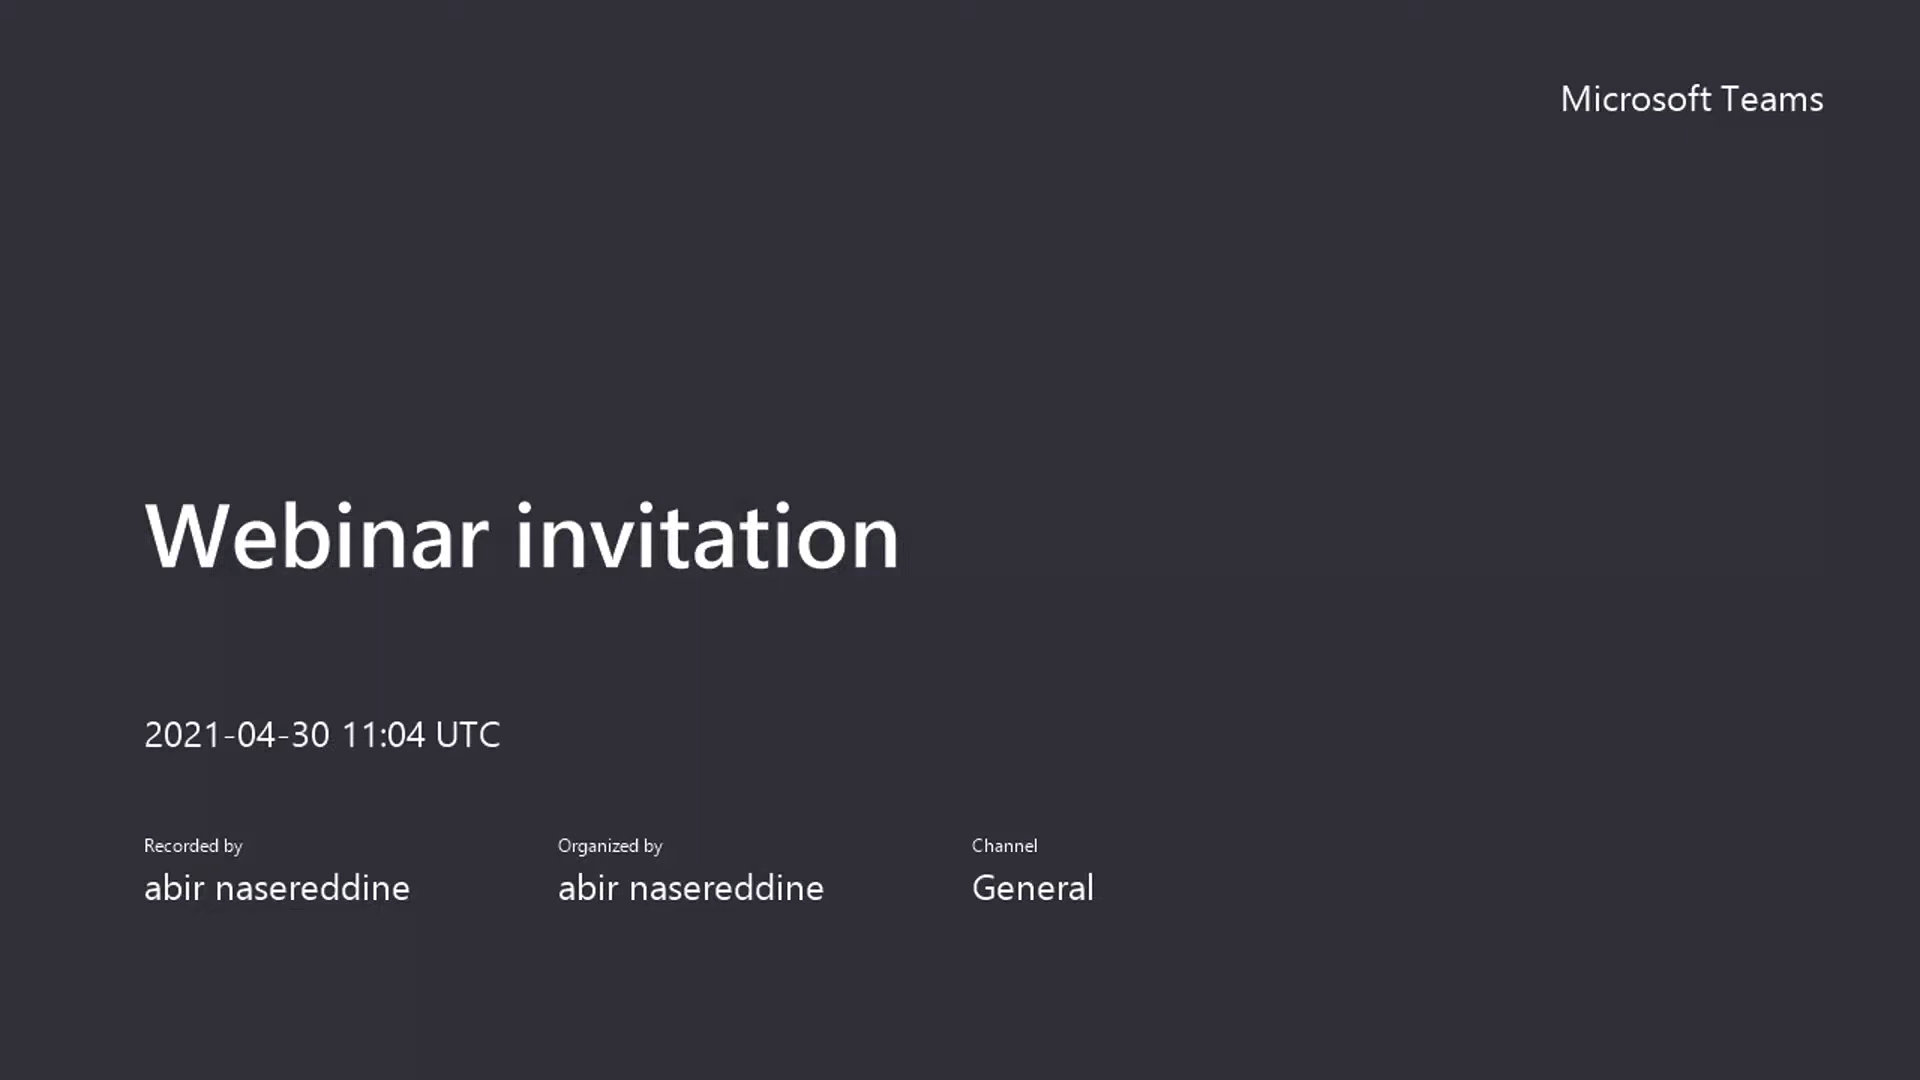 Microsoft Teams
Webinar invitation
2021-04-30 11:04 UTC
Recorded by
abir nasereddine
Organized by
abir nasereddine
Channel
General